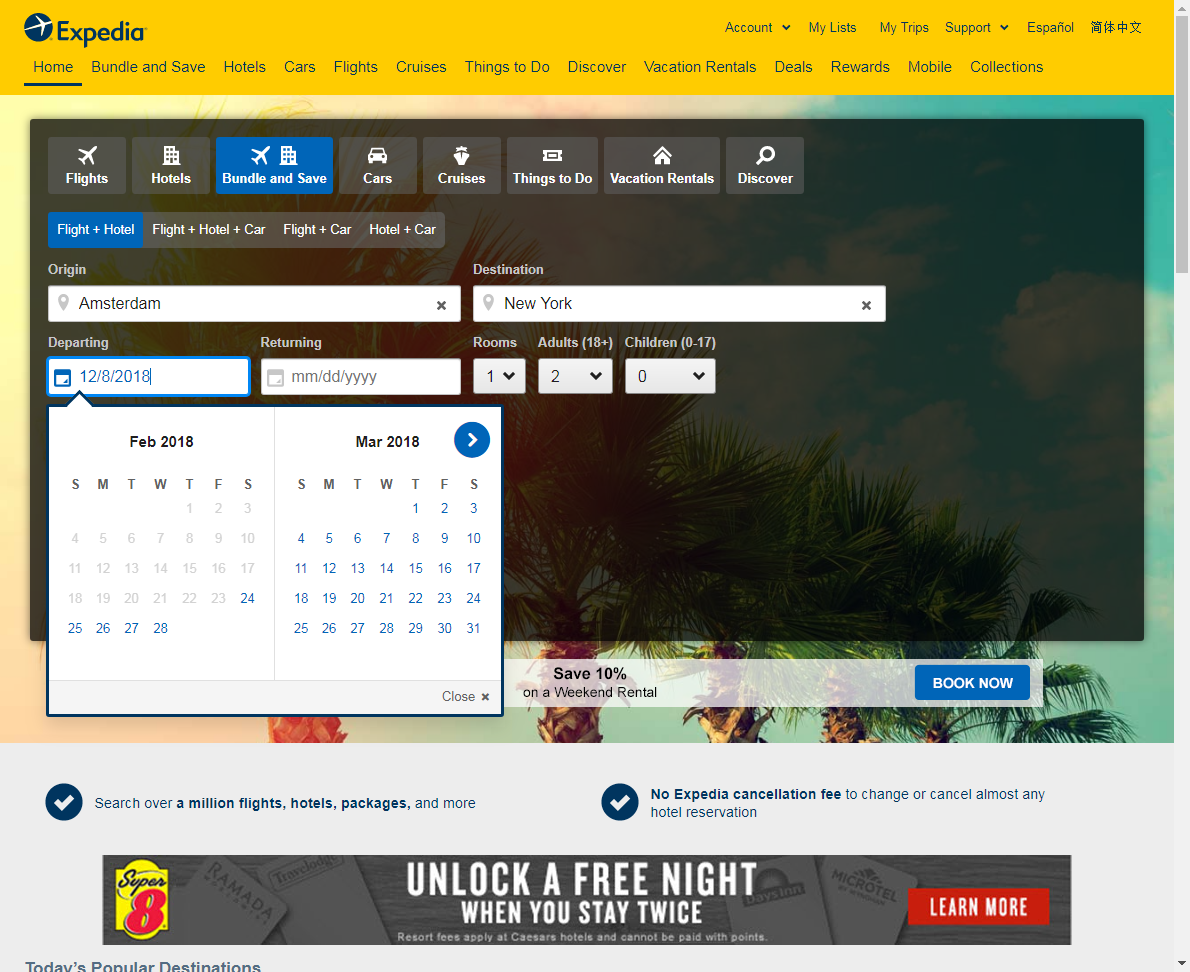 Expedia
Account My Lists My Trips Support Español 简体中文
Home Bundle and Save Hotels Cars Flights Cruises Things to Do Discover Vacation Rentals Deals Rewards Mobile Collections
Flights Hotels Bundle and Save Cars Cruises Things to Do Vacation Rentals Discover
Flight + Hotel Flight + Hotel + Car Flight + Car Hotel + Car
Origin Destination
Amsterdam New York
Departing Returning Rooms Adults (18+) Children (0-17)
12/8/2018 mm/dd/yyyy 1 2 0
Feb 2018 Mar 2018
S M T W T F S S M T W T F S
1 2 3 1 2 3
4 5 6 7 8 9 10 4 5 6 7 8 9 10
11 12 13 14 15 16 17 11 12 13 14 15 16 17
18 19 20 21 22 23 24 18 19 20 21 22 23 24
25 26 27 28 25 26 27 28 29 30 31
Close
Save 10%
on a Weekend Rental
BOOK NOW
Search over a million flights, hotels, packages, and more
No Expedia cancellation fee to change or cancel almost any
hotel reservation
Super 8
RAMADA
Travelodge
UNLOCK A FREE NIGHT
WHEN YOU STAY TWICE
Resort fees apply at Caesars hotels and cannot be paid with points.
Days Inn
MICROTEL
LEARN MORE
Today's Popular Destinations